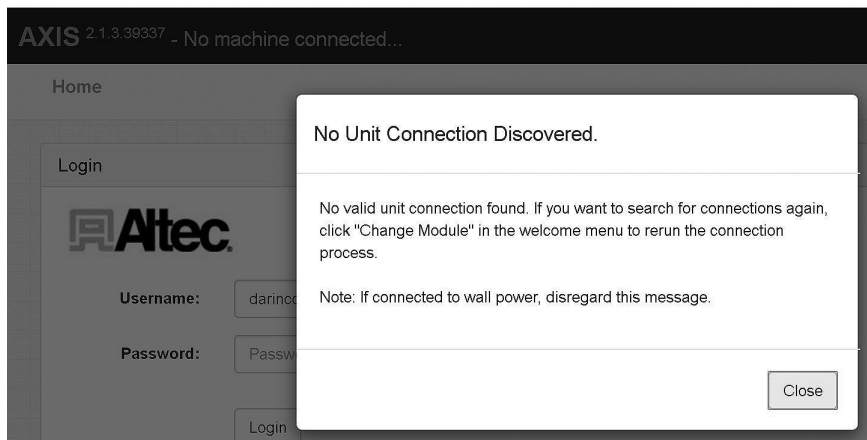 AXIS 2.1.3.39337 - No machine connected...
Home
Login
Altec
Username:
Password:
Login
No Unit Connection Discovered.
No valid unit connection found. If you want to search for connections again,
click "Change Module" in the welcome menu to rerun the connection
process.
Note: If connected to wall power, disregard this message.
Close